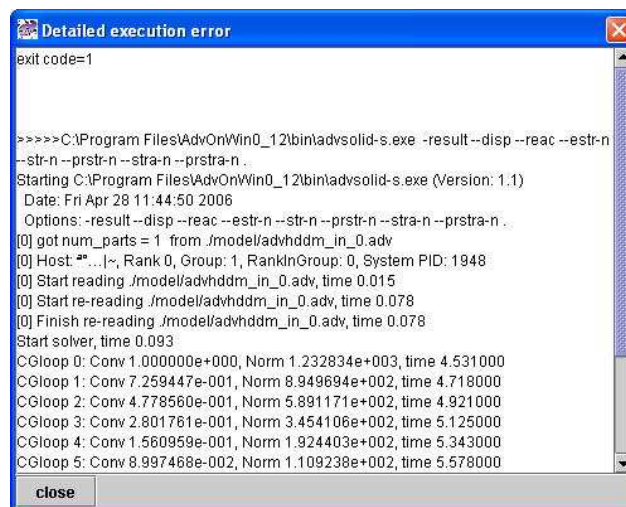 Detailed execution error
exit code=1
>>>>>C:\Program Files\AdvOnWin0_12\bin\advsolid-s.exe -result --disp --reac --estr-n
--str-n --prstr-n --stra-n --prstra-n .
Starting C:\Program Files\AdvOnWin0_12\bin\advsolid-s.exe (Version: 1.1)
Date: Fri Apr 28 11:44:50 2006
Options: -result --disp --reac --estr-n --str-n --prstr-n --stra-n --prstra-n .
[0] got num_parts = 1 from ./model/advhddm_in_0.adv
[0] Host: ªº…|~, Rank 0, Group: 1, RankInGroup: 0, System PID: 1948
[0] Start reading ./model/advhddm_in_0.adv, time 0.015
[0] Start re-reading ./model/advhddm_in_0.adv, time 0.078
[0] Finish re-reading ./model/advhddm_in_0.adv, time 0.078
Start solver, time 0.093
CGloop 0: Conv 1.000000e+000, Norm 1.232834e+003, time 4.531000
CGloop 1: Conv 7.259447e-001, Norm 8.949694e+002, time 4.718000
CGloop 2: Conv 4.778560e-001, Norm 5.891171e+002, time 4.921000
CGloop 3: Conv 2.801761e-001, Norm 3.454106e+002, time 5.125000
CGloop 4: Conv 1.560959e-001, Norm 1.924403e+002, time 5.343000
CGloop 5: Conv 8.997468e-002, Norm 1.109238e+002, time 5.578000
close